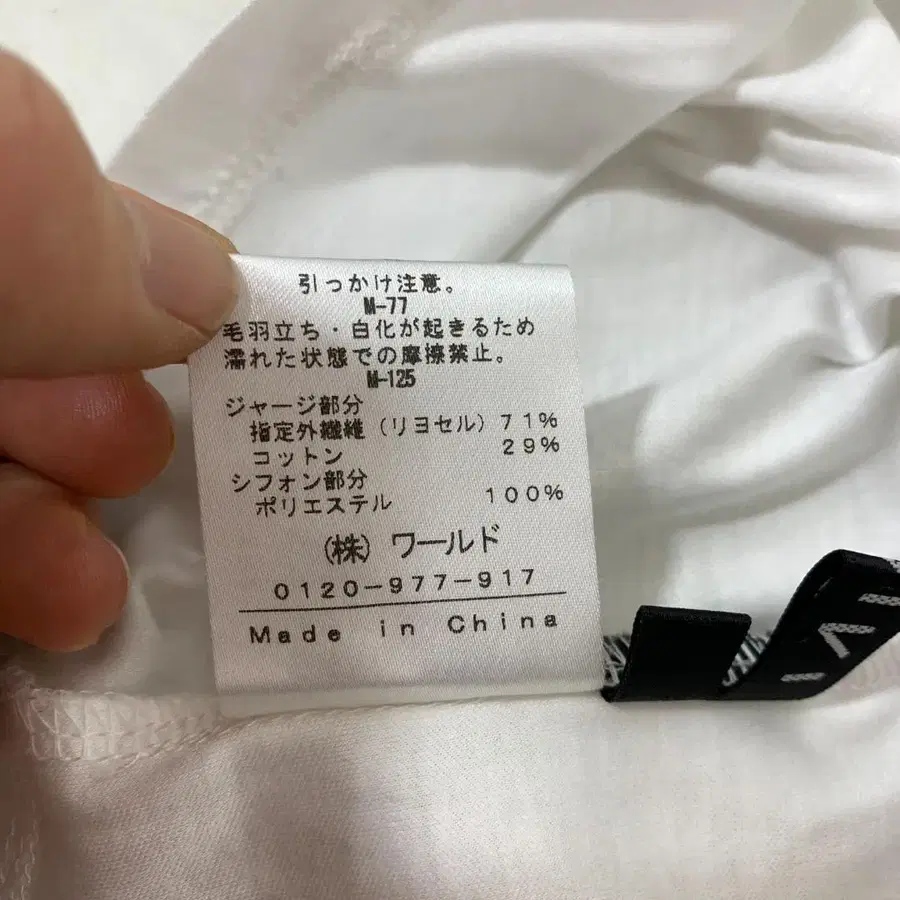 引っかけ注意。
M-77
毛羽立ち・白化が起きるため
濡れた状態での摩擦禁止。
M-125
ジャージ部分
指定外繊維（リヨセル）71%
コットン 29%
シフォン部分
ポリエステル 100%
（株）ワールド
0120-977-917
Made in China